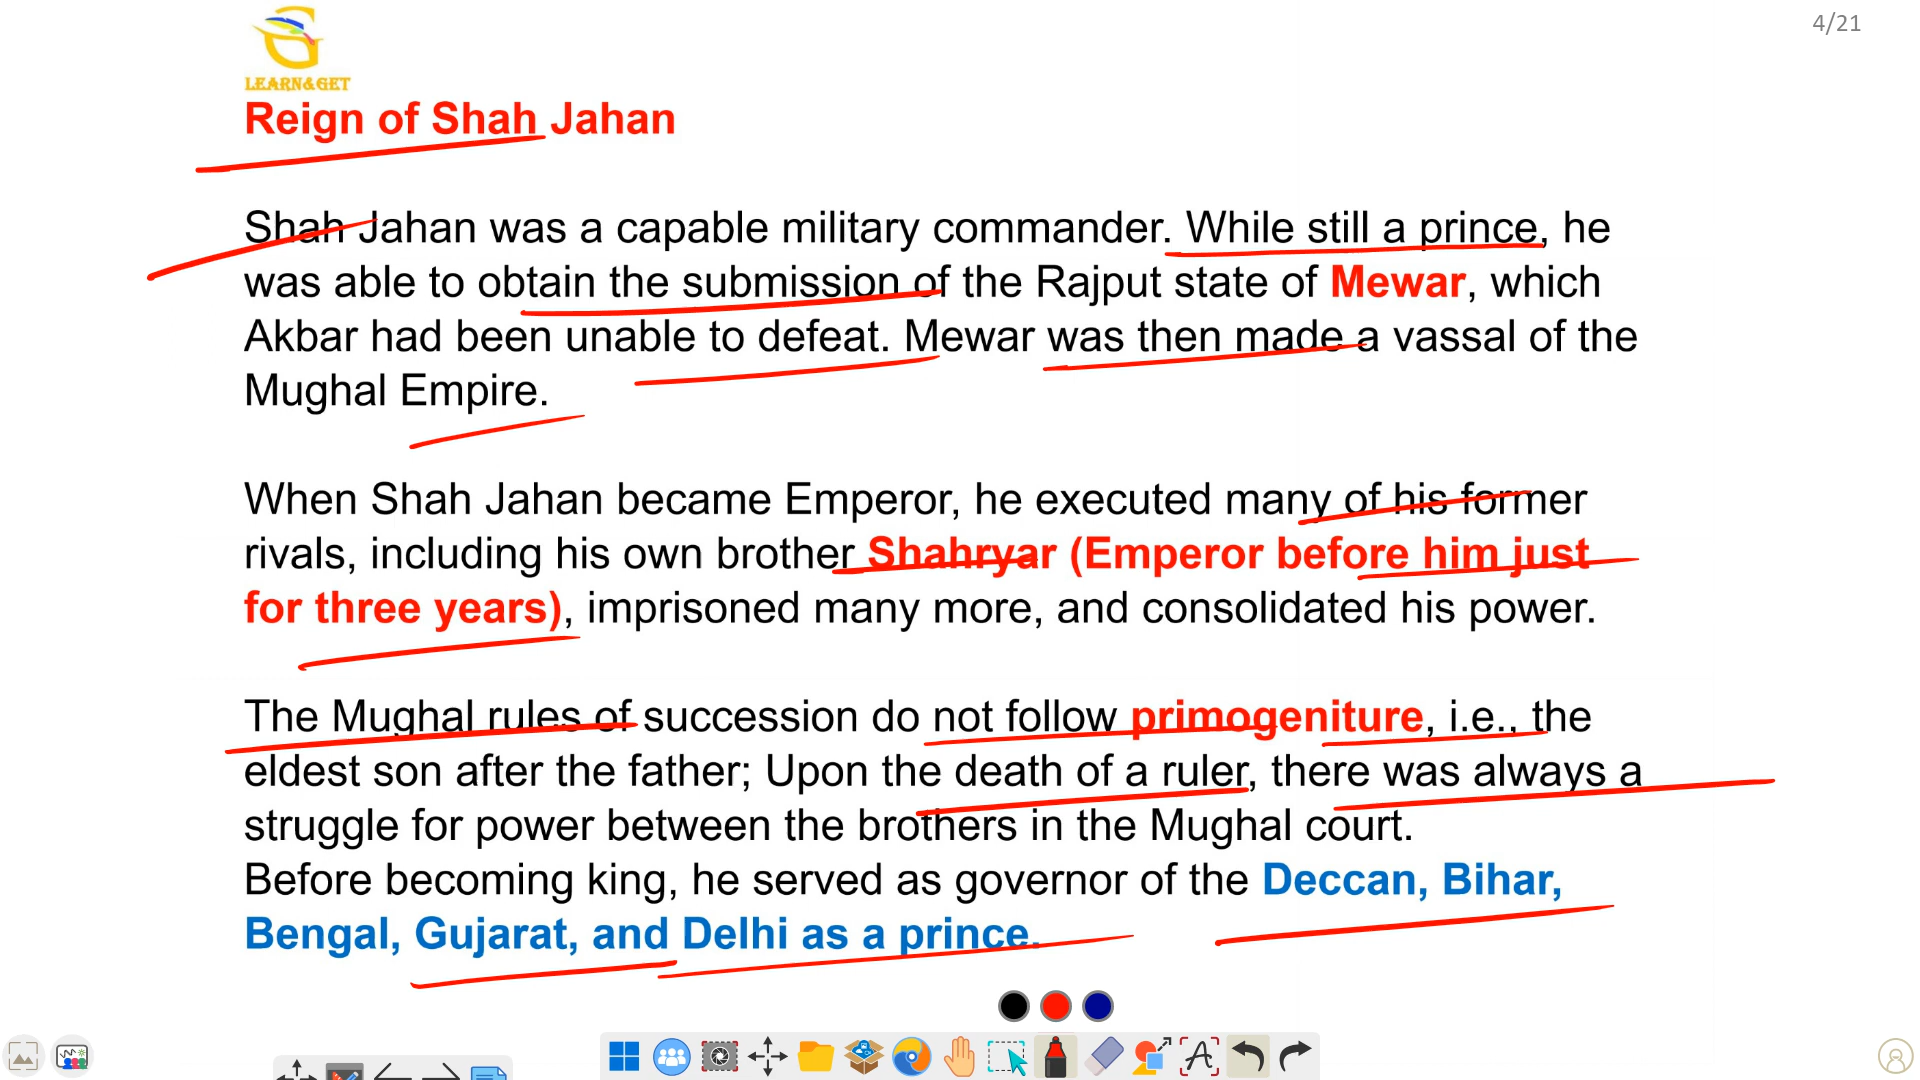 4/21
LEARN&GET
Reign of Shah Jahan
Shah Jahan was a capable military commander. While still a prince, he
was able to obtain the submission of the Rajput state of Mewar, which
Akbar had been unable to defeat. Mewar was then made a vassal of the
Mughal Empire.
When Shah Jahan became Emperor, he executed many of his former
rivals, including his own brother Shahryar (Emperor before him just
for three years), imprisoned many more, and consolidated his power.
The Mughal rules of succession do not follow primogeniture, i.e., the
eldest son after the father; Upon the death of a ruler, there was always a
struggle for power between the brothers in the Mughal court.
Before becoming king, he served as governor of the Deccan, Bihar,
Bengal, Gujarat, and Delhi as a prince.